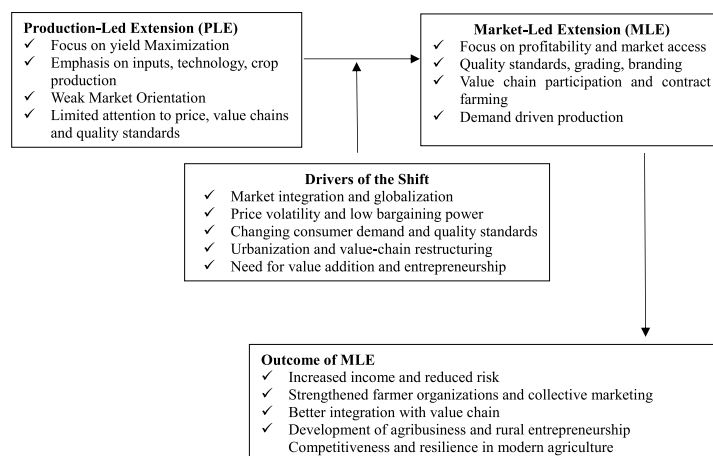 Production-Led Extension (PLE)
✓ Focus on yield Maximization
✓ Emphasis on inputs, technology, crop
production
✓ Weak Market Orientation
✓ Limited attention to price, value chains
and quality standards
Market-Led Extension (MLE)
✓ Focus on profitability and market access
✓ Quality standards, grading, branding
✓ Value chain participation and contract
farming
✓ Demand driven production
Drivers of the Shift
✓ Market integration and globalization
✓ Price volatility and low bargaining power
✓ Changing consumer demand and quality standards
✓ Urbanization and value-chain restructuring
✓ Need for value addition and entrepreneurship
Outcome of MLE
✓ Increased income and reduced risk
✓ Strengthened farmer organizations and collective marketing
✓ Better integration with value chain
✓ Development of agribusiness and rural entrepreneurship
Competitiveness and resilience in modern agriculture